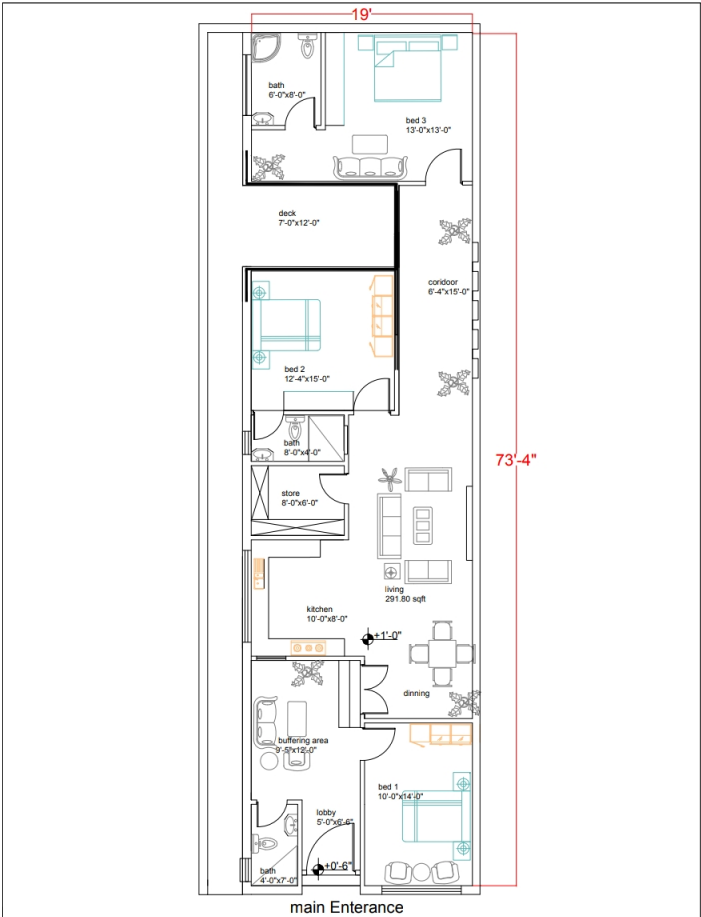 19'
bath
6'-0"x8'-0"
bed 3
13'-0"x13'-0"
deck
7'-0"x12'-0"
coridoor
6'-4"x15'-0"
bed 2
12'-4"x15'-0"
bath
8'-0"x4'-0"
73'-4"
store
8'-0"x6'-0"
living
291.80 sqft
kitchen
10'-0"x8'-0"
+1'-0"
dinning
buffering area
9'-5"x12'-0"
bed 1
10'-0"x14'-0"
lobby
5'-0"x6'-6"
bath
4'-0"x7'-0"
+0'-6"
main Enterance